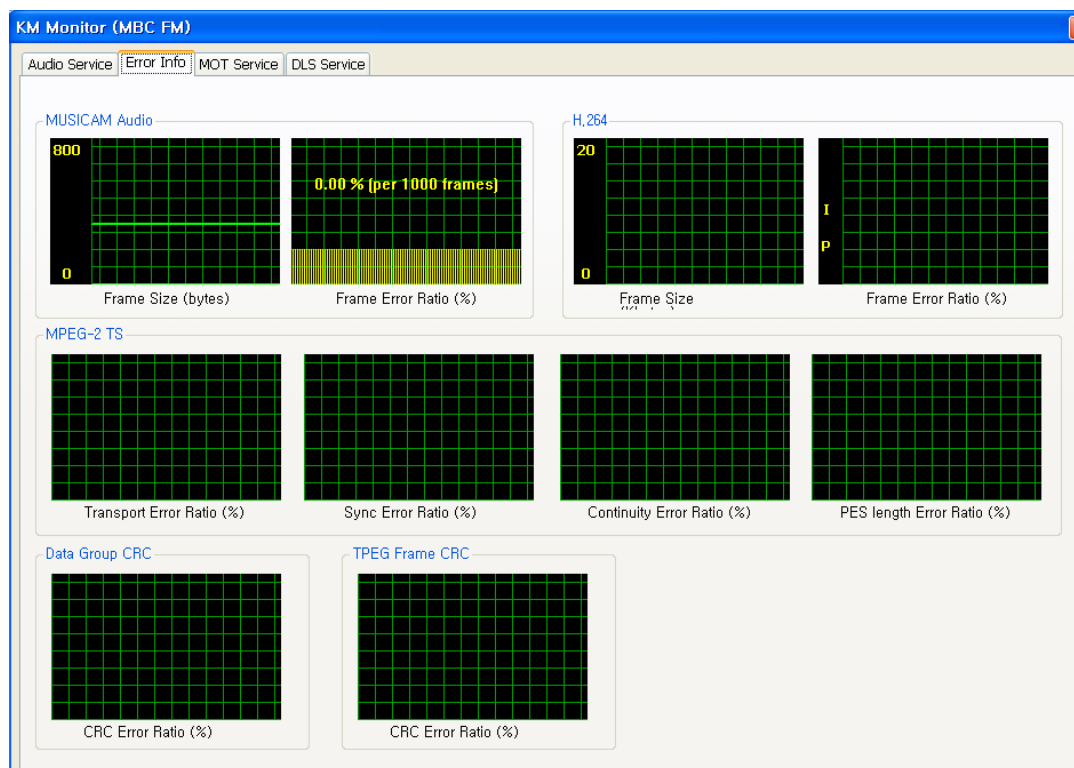 KM Monitor (MBC FM)
Audio Service Error Info MOT Service DLS Service
MUSICAM Audio
800
0
Frame Size (bytes)
0.00 % (per 1000 frames)
Frame Error Ratio (%)
H.264
20
0
Frame Size
I
P
Frame Error Ratio (%)
MPEG-2 TS
Transport Error Ratio (%)
Sync Error Ratio (%)
Continuity Error Ratio (%)
PES length Error Ratio (%)
Data Group CRC
CRC Error Ratio (%)
TPEG Frame CRC
CRC Error Ratio (%)